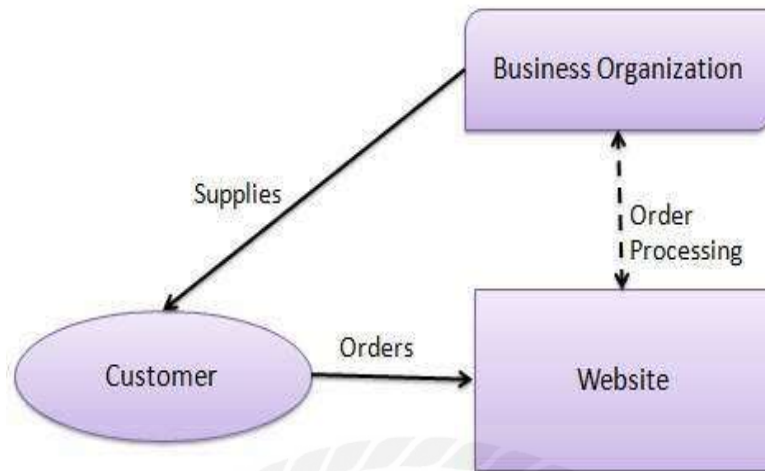 Business Organization
Supplies
Order
Processing
Orders
Customer
Website